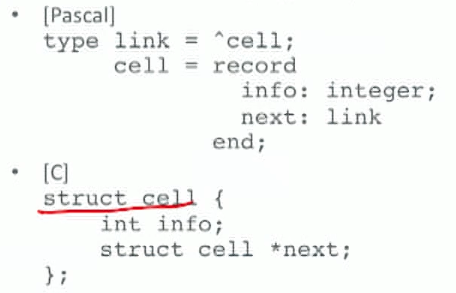 • [Pascal]
type link = ^cell;
     cell = record
              info: integer;
              next: link
            end;
• [C]
struct cell {
    int info;
    struct cell *next;
};